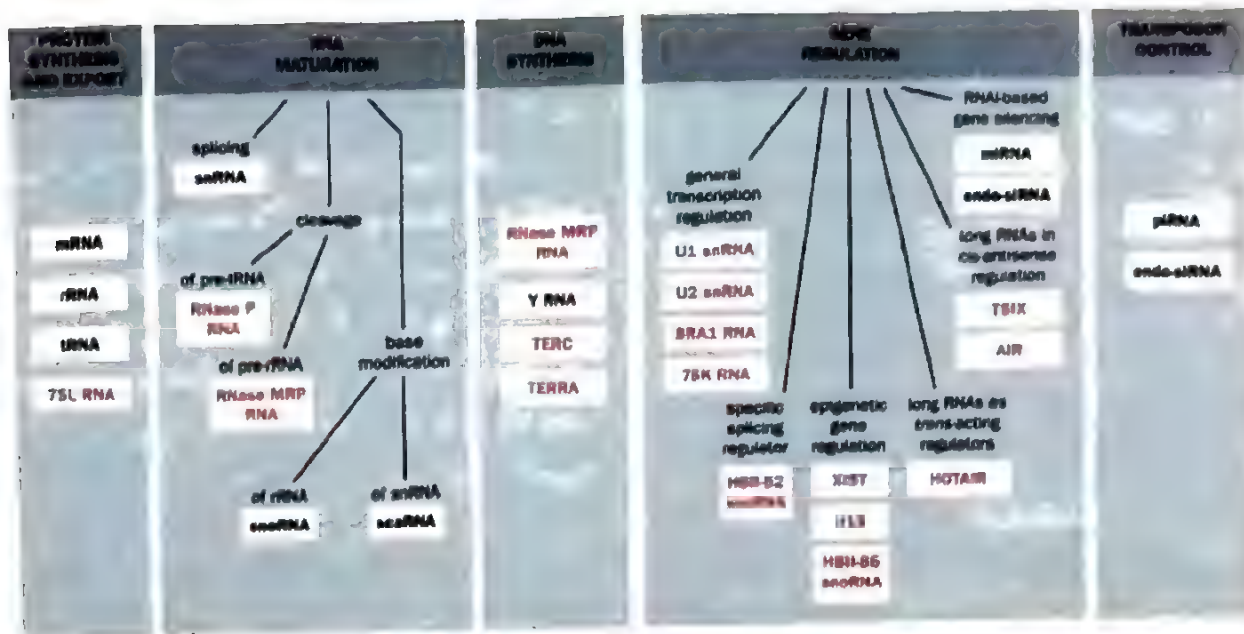 PROTEIN
SYNTHESIS
AND EXPORT
mRNA
rRNA
tRNA
7SL RNA
RNA
MATURATION
splicing
snRNA
cleavage
of pre-tRNA
RNase P
RNA
of pre-rRNA
RNase MRP
RNA
base
modification
of rRNA
snoRNA
of snRNA
scaRNA
DNA
SYNTHESIS
RNase MRP
RNA
Y RNA
TERC
TERRA
GENE
REGULATION
general
transcription
regulation
U1 snRNA
U2 snRNA
SRA1 RNA
7SK RNA
specific
splicing
regulator
HBII-52
snoRNA
epigenetic
gene
regulation
XIST
H19
HBII-85
snoRNA
long RNAs as
trans-acting
regulators
HOTAIR
RNAi-based
gene silencing
miRNA
endo-siRNA
long RNAs in
cis-antisense
regulation
TSIX
AIR
TRANSPOSON
CONTROL
piRNA
endo-siRNA